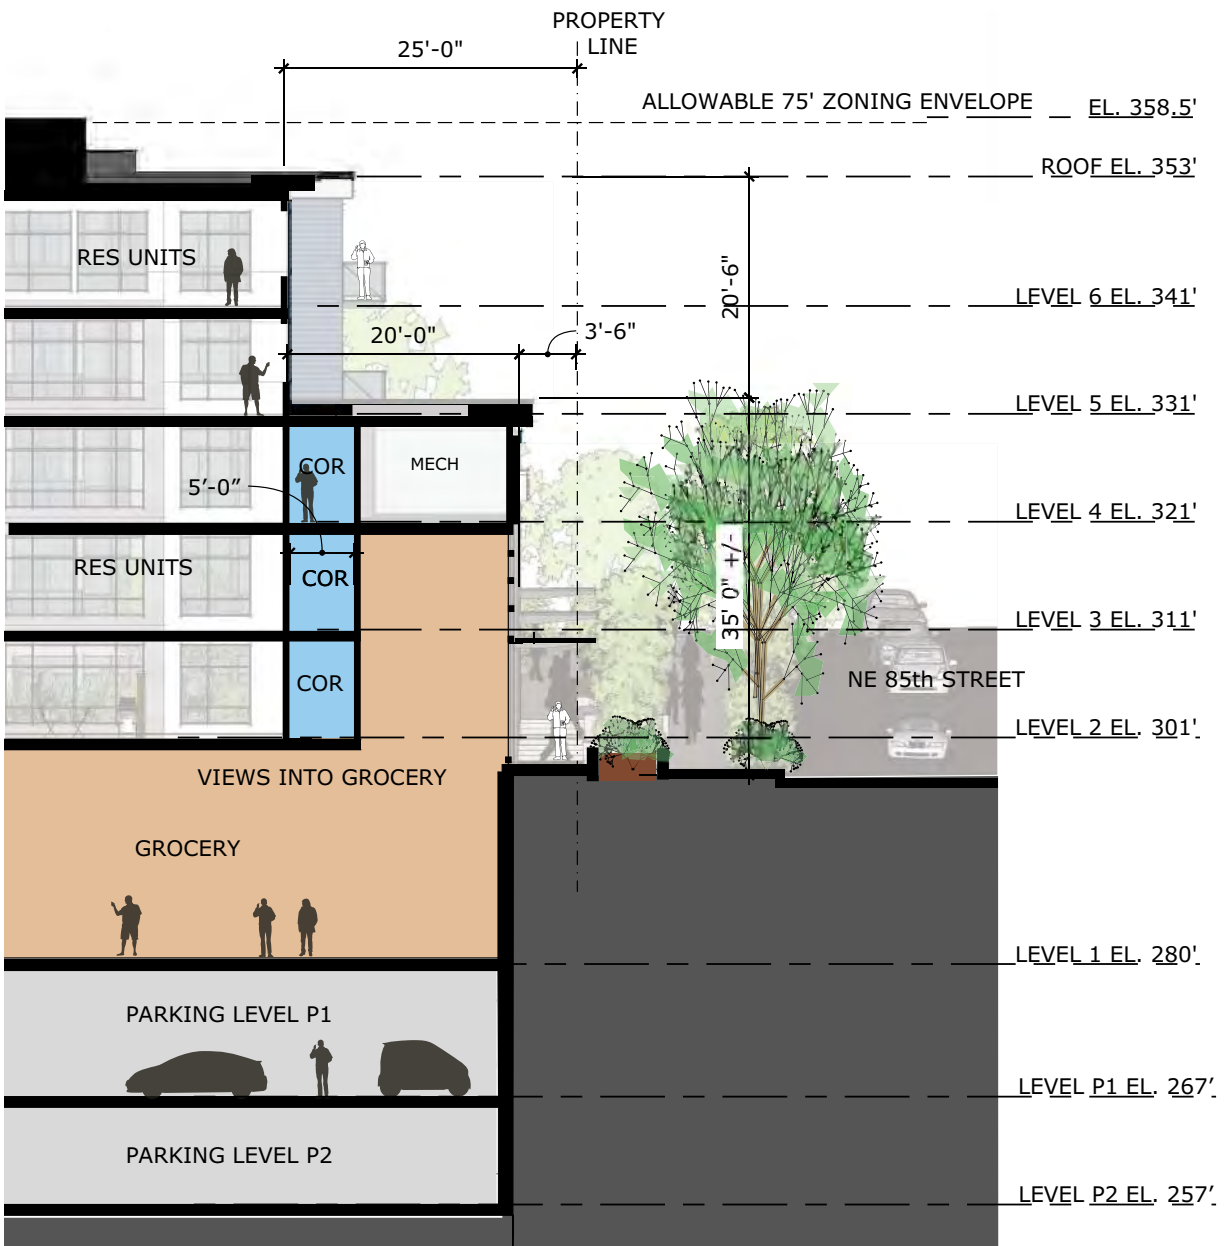 PROPERTY
LINE
25'-0"
ALLOWABLE 75' ZONING ENVELOPE
EL. 358.5'
ROOF EL. 353'
RES UNITS
20'-6"
LEVEL 6 EL. 341'
20'-0"
3'-6"
LEVEL 5 EL. 331'
COR
MECH
5'-0"
LEVEL 4 EL. 321'
RES UNITS
COR
35' 0" +/-
LEVEL 3 EL. 311'
COR
NE 85th STREET
LEVEL 2 EL. 301'
VIEWS INTO GROCERY
GROCERY
LEVEL 1 EL. 280'
PARKING LEVEL P1
LEVEL P1 EL. 267'
PARKING LEVEL P2
LEVEL P2 EL. 257'